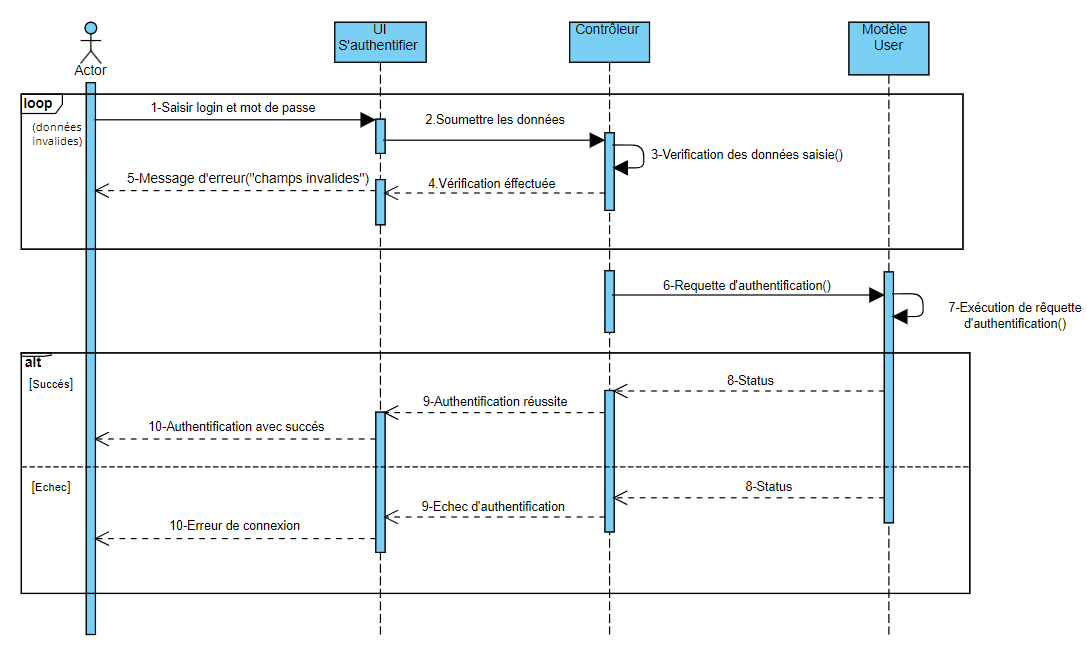 Actor
UI
S'authentifier
Contrôleur
Modèle
User
loop
(données
invalides)
1-Saisir login et mot de passe
2.Soumettre les données
3-Verification des données saisie()
4.Vérification éffectuée
5-Message d'erreur("champs invalides")
6-Requette d'authentification()
7-Exécution de rêquette
d'authentification()
alt
[Succés]
8-Status
9-Authentification réussite
10-Authentification avec succés
[Echec]
8-Status
9-Echec d'authentification
10-Erreur de connexion